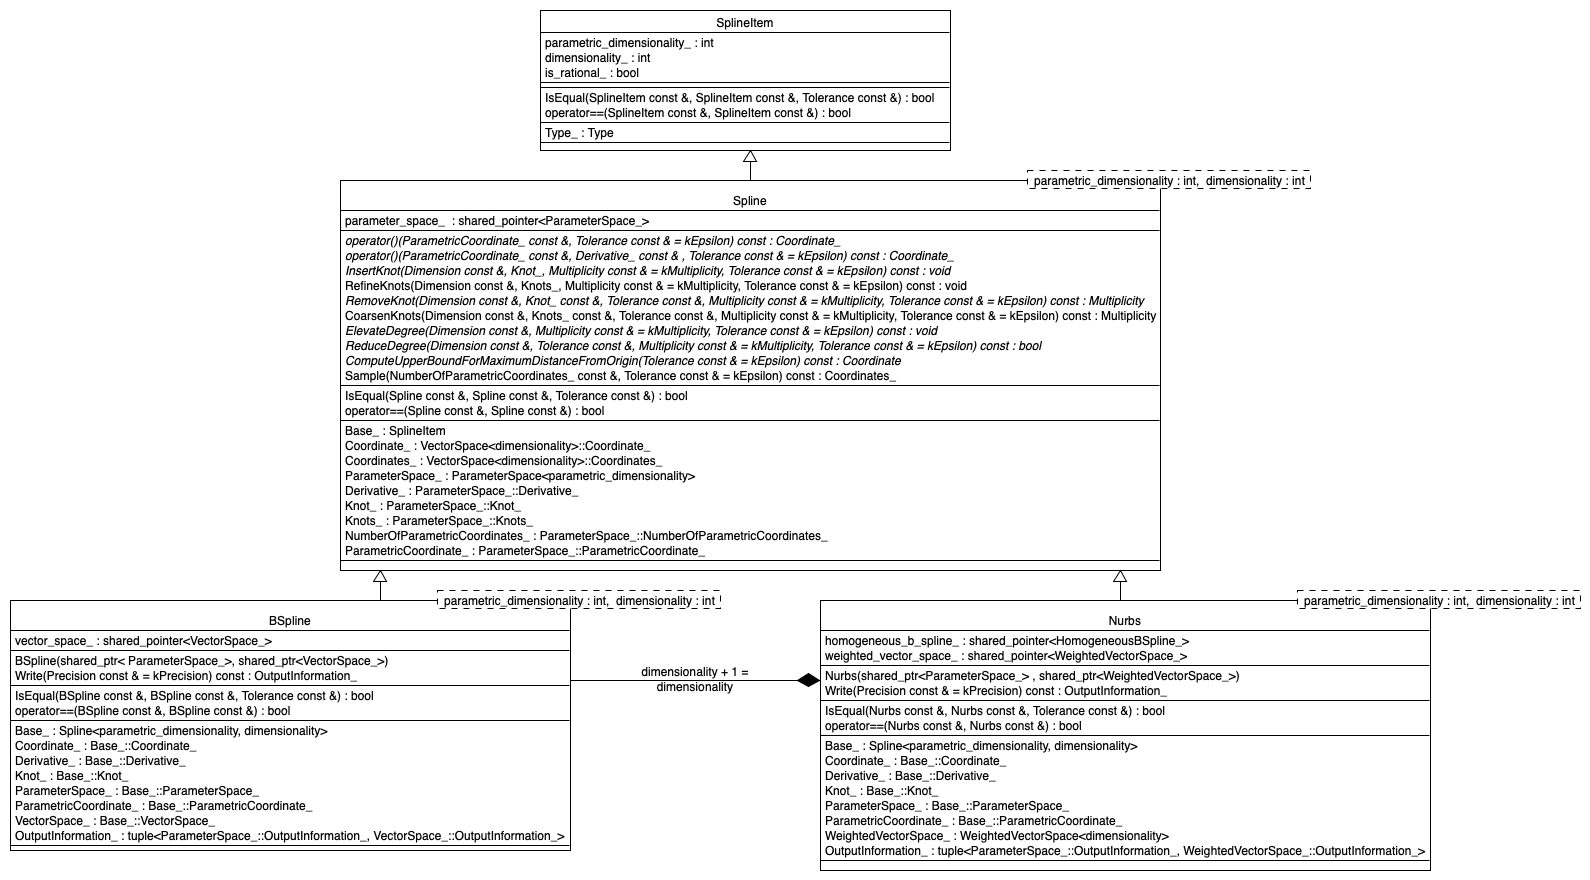 SplineItem
parametric_dimensionality_ : int
dimensionality_ : int
is_rational_ : bool
IsEqual(SplineItem const &, SplineItem const &, Tolerance const &) : bool
operator==(SplineItem const &, SplineItem const &) : bool
Type_ : Type
parametric_dimensionality : int, dimensionality : int
Spline
parameter_space_ : shared_pointer<ParameterSpace_>
operator()(ParametricCoordinate_ const &, Tolerance const & = kEpsilon) const : Coordinate_
operator()(ParametricCoordinate_ const &, Derivative_ const & , Tolerance const & = kEpsilon) const : Coordinate_
InsertKnot(Dimension const &, Knot_, Multiplicity const & = kMultiplicity, Tolerance const & = kEpsilon) const : void
RefineKnots(Dimension const &, Knots_, Multiplicity const & = kMultiplicity, Tolerance const & = kEpsilon) const : void
RemoveKnot(Dimension const &, Knot_ const &, Tolerance const &, Multiplicity const & = kMultiplicity, Tolerance const & = kEpsilon) const : Multiplicity
CoarsenKnots(Dimension const &, Knots_ const &, Tolerance const &, Multiplicity const & = kMultiplicity, Tolerance const & = kEpsilon) const : Multiplicity
ElevateDegree(Dimension const &, Multiplicity const & = kMultiplicity, Tolerance const & = kEpsilon) const : void
ReduceDegree(Dimension const &, Tolerance const &, Multiplicity const & = kMultiplicity, Tolerance const & = kEpsilon) const : bool
ComputeUpperBoundForMaximumDistanceFromOrigin(Tolerance const & = kEpsilon) const : Coordinate
Sample(NumberOfParametricCoordinates_ const &, Tolerance const & = kEpsilon) const : Coordinates_
IsEqual(Spline const &, Spline const &, Tolerance const &) : bool
operator==(Spline const &, Spline const &) : bool
Base_ : SplineItem
Coordinate_ : VectorSpace<dimensionality>::Coordinate_
Coordinates_ : VectorSpace<dimensionality>::Coordinates_
ParameterSpace_ : ParameterSpace<parametric_dimensionality>
Derivative_ : ParameterSpace_::Derivative_
Knot_ : ParameterSpace_::Knot_
Knots_ : ParameterSpace_::Knots_
NumberOfParametricCoordinates_ : ParameterSpace_::NumberOfParametricCoordinates_
ParametricCoordinate_ : ParameterSpace_::ParametricCoordinate_
parametric_dimensionality : int, dimensionality : int
BSpline
vector_space_ : shared_pointer<VectorSpace_>
BSpline(shared_ptr< ParameterSpace_>, shared_ptr<VectorSpace_>)
Write(Precision const & = kPrecision) const : OutputInformation_
IsEqual(BSpline const &, BSpline const &, Tolerance const &) : bool
operator==(BSpline const &, BSpline const &) : bool
Base_ : Spline<parametric_dimensionality, dimensionality>
Coordinate_ : Base_::Coordinate_
Derivative_ : Base_::Derivative_
Knot_ : Base_::Knot_
ParameterSpace_ : Base_::ParameterSpace_
ParametricCoordinate_ : Base_::ParametricCoordinate_
VectorSpace_ : Base_::VectorSpace_
OutputInformation_ : tuple<ParameterSpace_::OutputInformation_, VectorSpace_::OutputInformation_>
dimensionality + 1 =
dimensionality
parametric_dimensionality : int, dimensionality : int
Nurbs
homogeneous_b_spline_ : shared_pointer<HomogeneousBSpline_>
weighted_vector_space_ : shared_pointer<WeightedVectorSpace_>
Nurbs(shared_ptr<ParameterSpace_> , shared_ptr<WeightedVectorSpace_>)
Write(Precision const & = kPrecision) const : OutputInformation_
IsEqual(Nurbs const &, Nurbs const &, Tolerance const &) : bool
operator==(Nurbs const &, Nurbs const &) : bool
Base_ : Spline<parametric_dimensionality, dimensionality>
Coordinate_ : Base_::Coordinate_
Derivative_ : Base_::Derivative_
Knot_ : Base_::Knot_
ParameterSpace_ : Base_::ParameterSpace_
ParametricCoordinate_ : Base_::ParametricCoordinate_
WeightedVectorSpace_ : WeightedVectorSpace<dimensionality>
OutputInformation_ : tuple<ParameterSpace_::OutputInformation_, WeightedVectorSpace_::OutputInformation_>